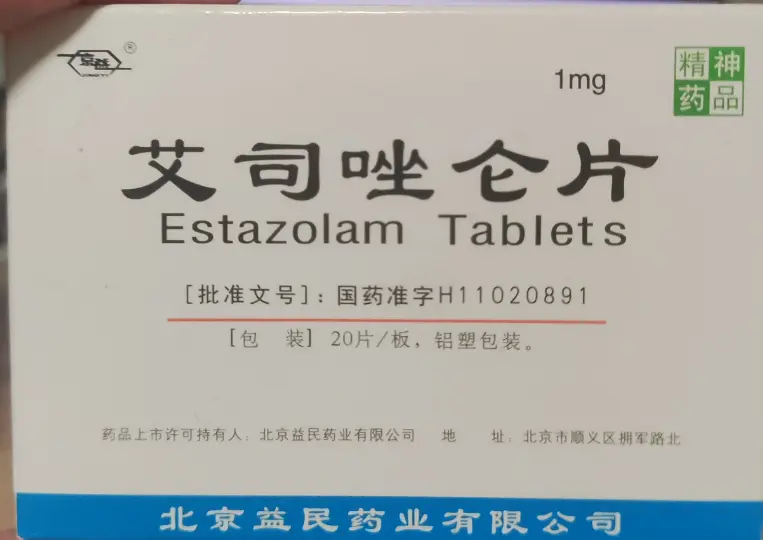 京益®
1mg
精神
药品
艾司唑仑片
Estazolam Tablets
[批准文号]：国药准字H11020891
[包 装] 20片/板，铝塑包装。
药品上市许可持有人：北京益民药业有限公司 地 址：北京市顺义区拥军路北
北京益民药业有限公司